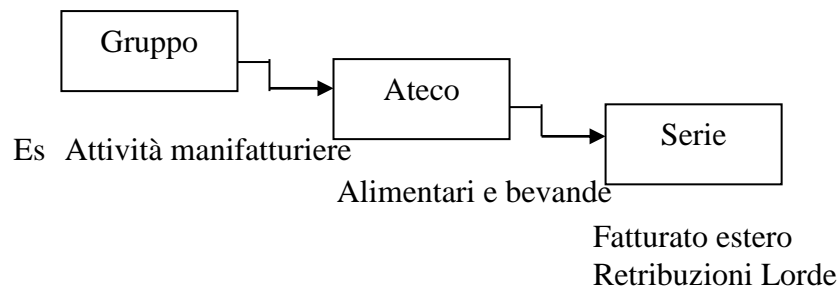 Gruppo
Ateco
Serie
Es Attività manifatturiere
Alimentari e bevande
Fatturato estero
Retribuzioni Lorde